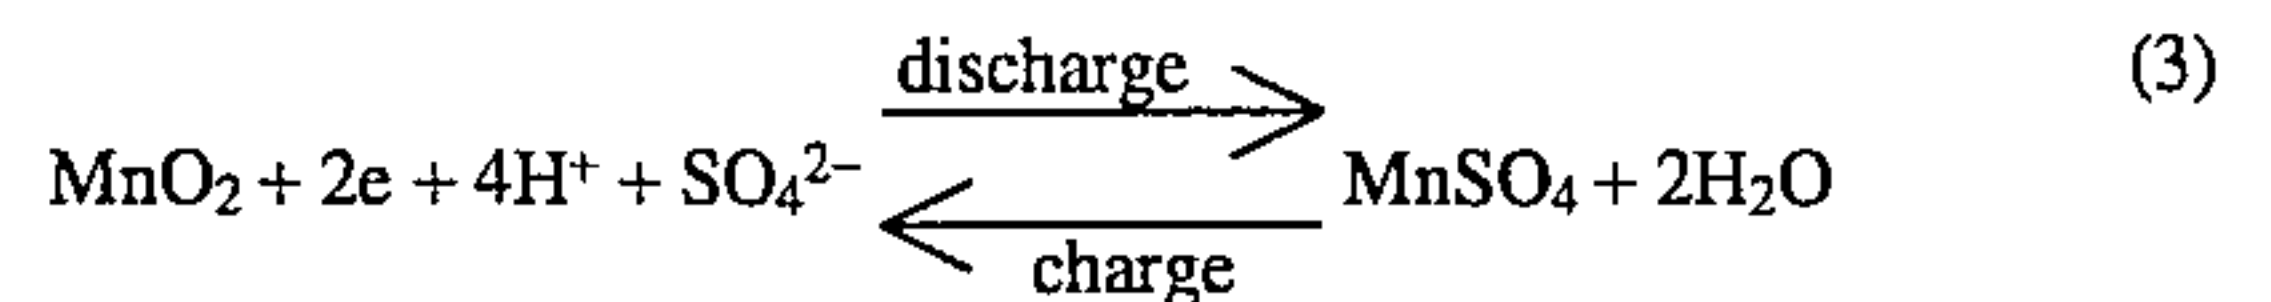 discharge (3)
MnO₂ + 2e + 4H⁺ + SO₄²⁻ MnSO₄ + 2H₂O
charge